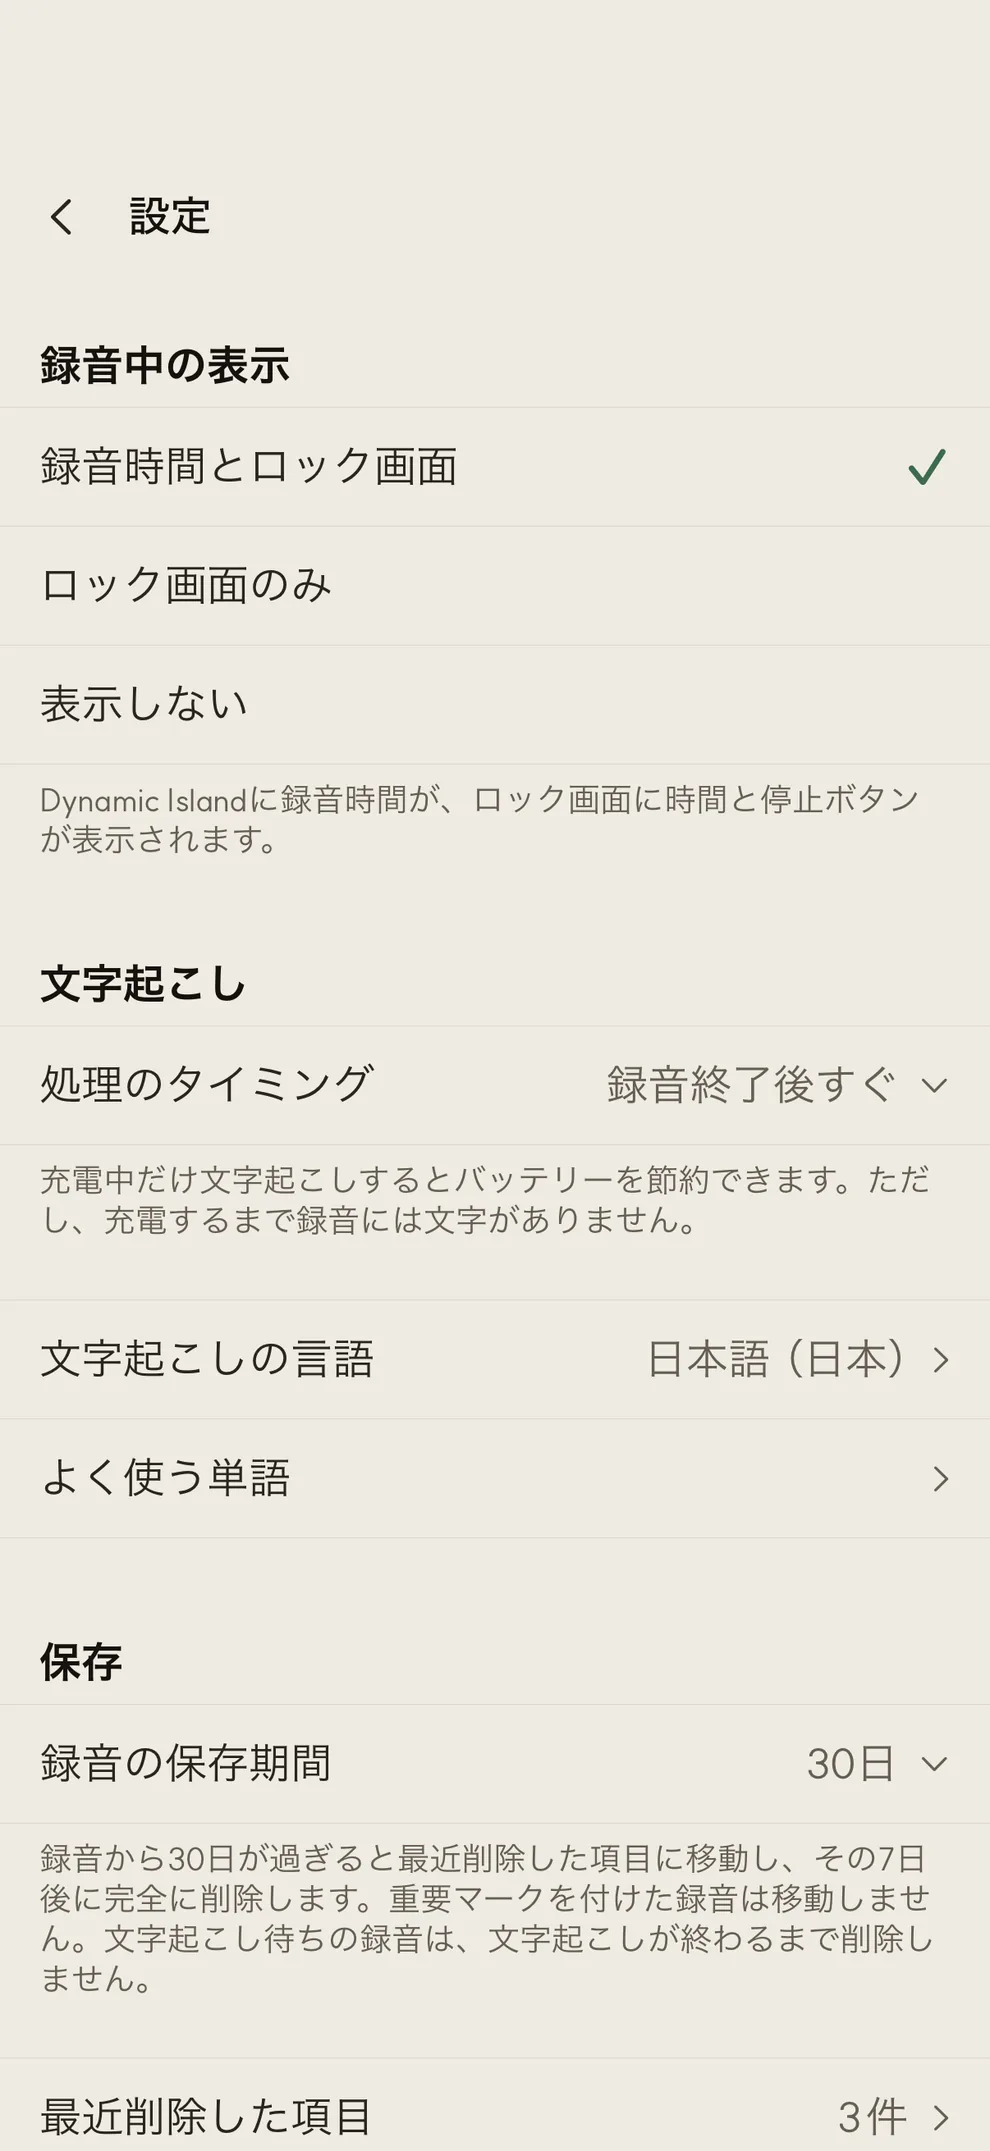 設定
録音中の表示
録音時間とロック画面
ロック画面のみ
表示しない
Dynamic Islandに録音時間が、ロック画面に時間と停止ボタン
が表示されます。
文字起こし
処理のタイミング 録音終了後すぐ
充電中だけ文字起こしするとバッテリーを節約できます。ただ
し、充電するまで録音には文字がありません。
文字起こしの言語 日本語（日本）
よく使う単語
保存
録音の保存期間 30日
録音から30日が過ぎると最近削除した項目に移動し、その7日
後に完全に削除します。重要マークを付けた録音は移動しませ
ん。文字起こし待ちの録音は、文字起こしが終わるまで削除し
ません。
最近削除した項目 3件